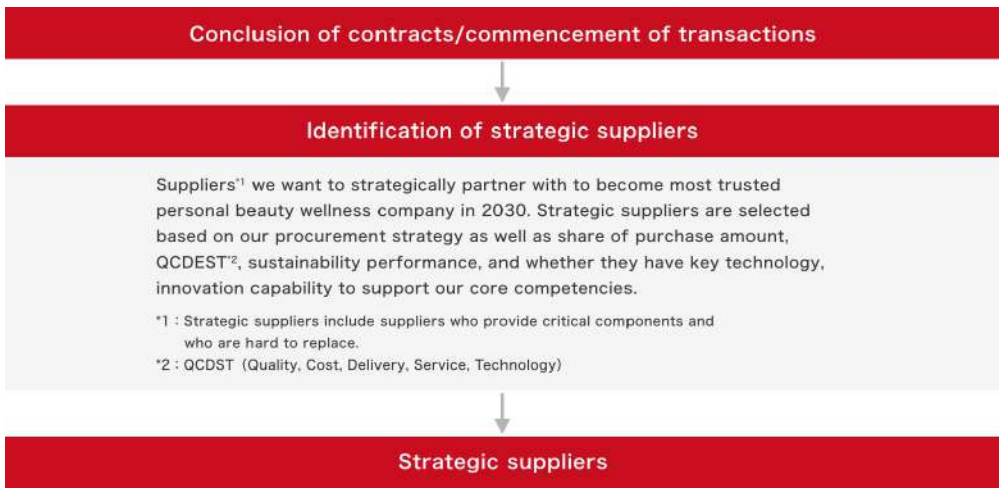 Conclusion of contracts/commencement of transactions
Identification of strategic suppliers
Suppliers*1 we want to strategically partner with to become most trusted
personal beauty wellness company in 2030. Strategic suppliers are selected
based on our procurement strategy as well as share of purchase amount,
QCDEST*2, sustainability performance, and whether they have key technology,
innovation capability to support our core competencies.
*1 : Strategic suppliers include suppliers who provide critical components and
who are hard to replace.
*2 : QCDST (Quality, Cost, Delivery, Service, Technology)
Strategic suppliers